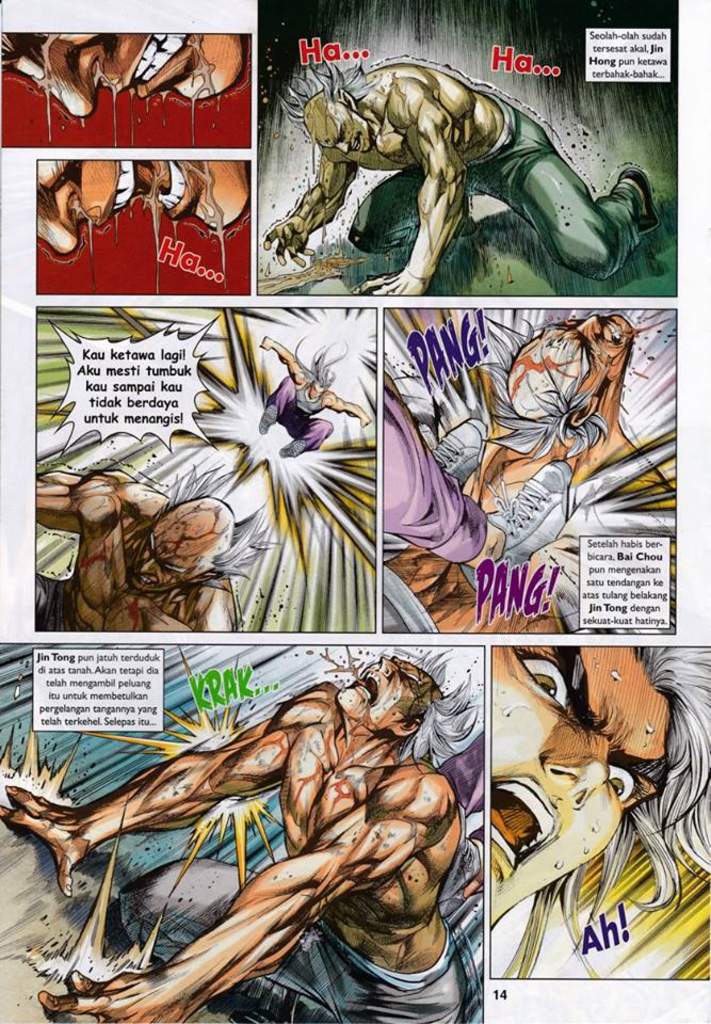 Ha...
Ha...
Seolah-olah sudah
tersesat akal, Jin
Hong pun ketawa
terbahak-bahak...
Ha...
Kau ketawa lagi!
Aku mesti tumbuk
kau sampai kau
tidak berdaya
untuk menangis!
PANG!
PANG!
Setelah habis ber-
bicara, Bai Chou
pun mengenakan
satu tendangan ke
atas tulang belakang
Jin Tong dengan
sekuat-kuat hatinya.
Jin Tong pun jatuh terduduk
di atas tanah. Akan tetapi dia
telah mengambil peluang
itu untuk membetulkan
pergelangan tangannya yang
telah terkehel. Selepas itu...
KRAK...
Ah!
14